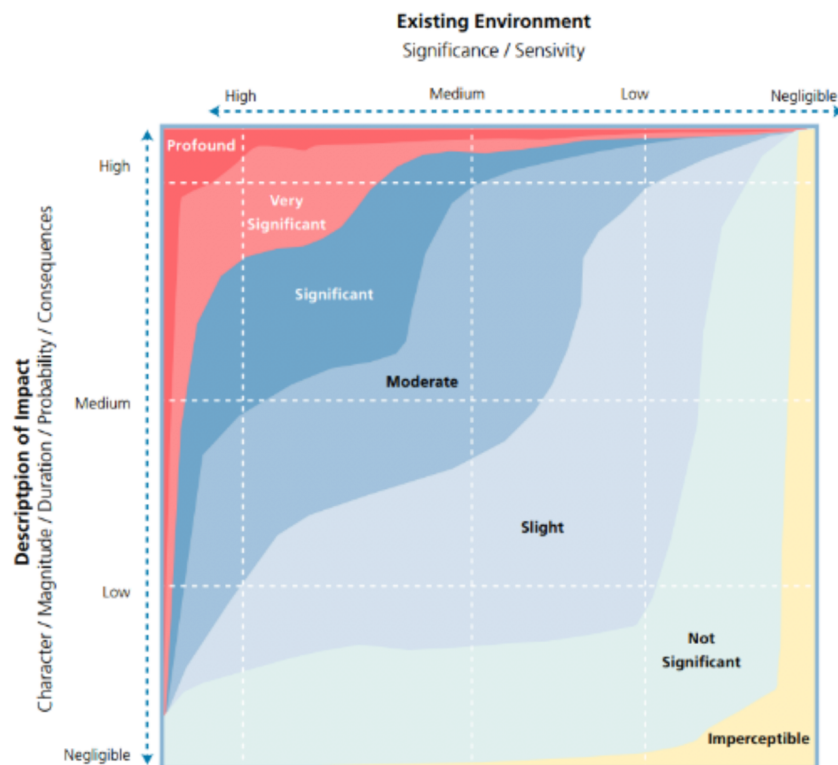 Existing Environment
Significance / Sensivity
High
Medium
Low
Negligible
Descriptpion of Impact
Character / Magnitude / Duration / Probability / Consequences
High
Medium
Low
Negligible
Profound
Very
Significant
Significant
Moderate
Slight
Not
Significant
Imperceptible